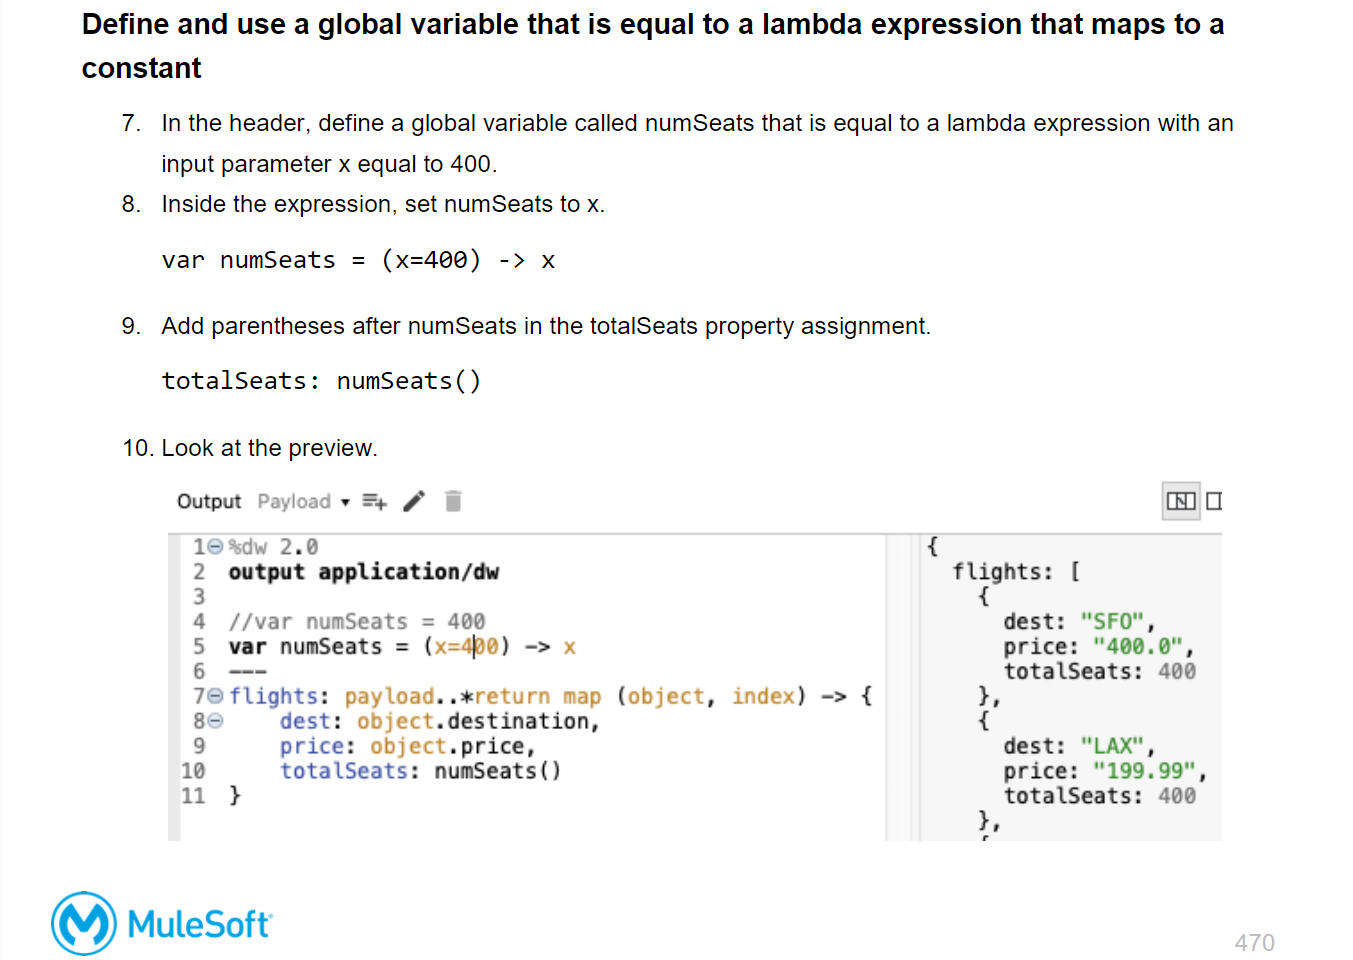 Define and use a global variable that is equal to a lambda expression that maps to a
constant
7. In the header, define a global variable called numSeats that is equal to a lambda expression with an
input parameter x equal to 400.
8. Inside the expression, set numSeats to x.
var numSeats = (x=400) -> x
9. Add parentheses after numSeats in the totalSeats property assignment.
totalSeats: numSeats()
10. Look at the preview.
Output Payload
1 %dw 2.0
2 output application/dw
3
4 //var numSeats = 400
5 var numSeats = (x=400) -> x
6 ---
7 flights: payload..*return map (object, index) -> {
8 dest: object.destination,
9 price: object.price,
10 totalSeats: numSeats()
11 }
{
flights: [
{
dest: "SFO",
price: "400.0",
totalSeats: 400
},
{
dest: "LAX",
price: "199.99",
totalSeats: 400
},
MuleSoft
470